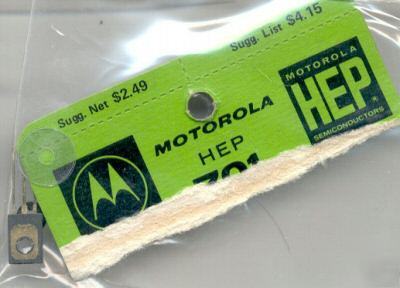 Sugg. Net $2.49
Sugg. List $4.15
MOTOROLA
HEP
MOTOROLA
HEP
SEMICONDUCTORS